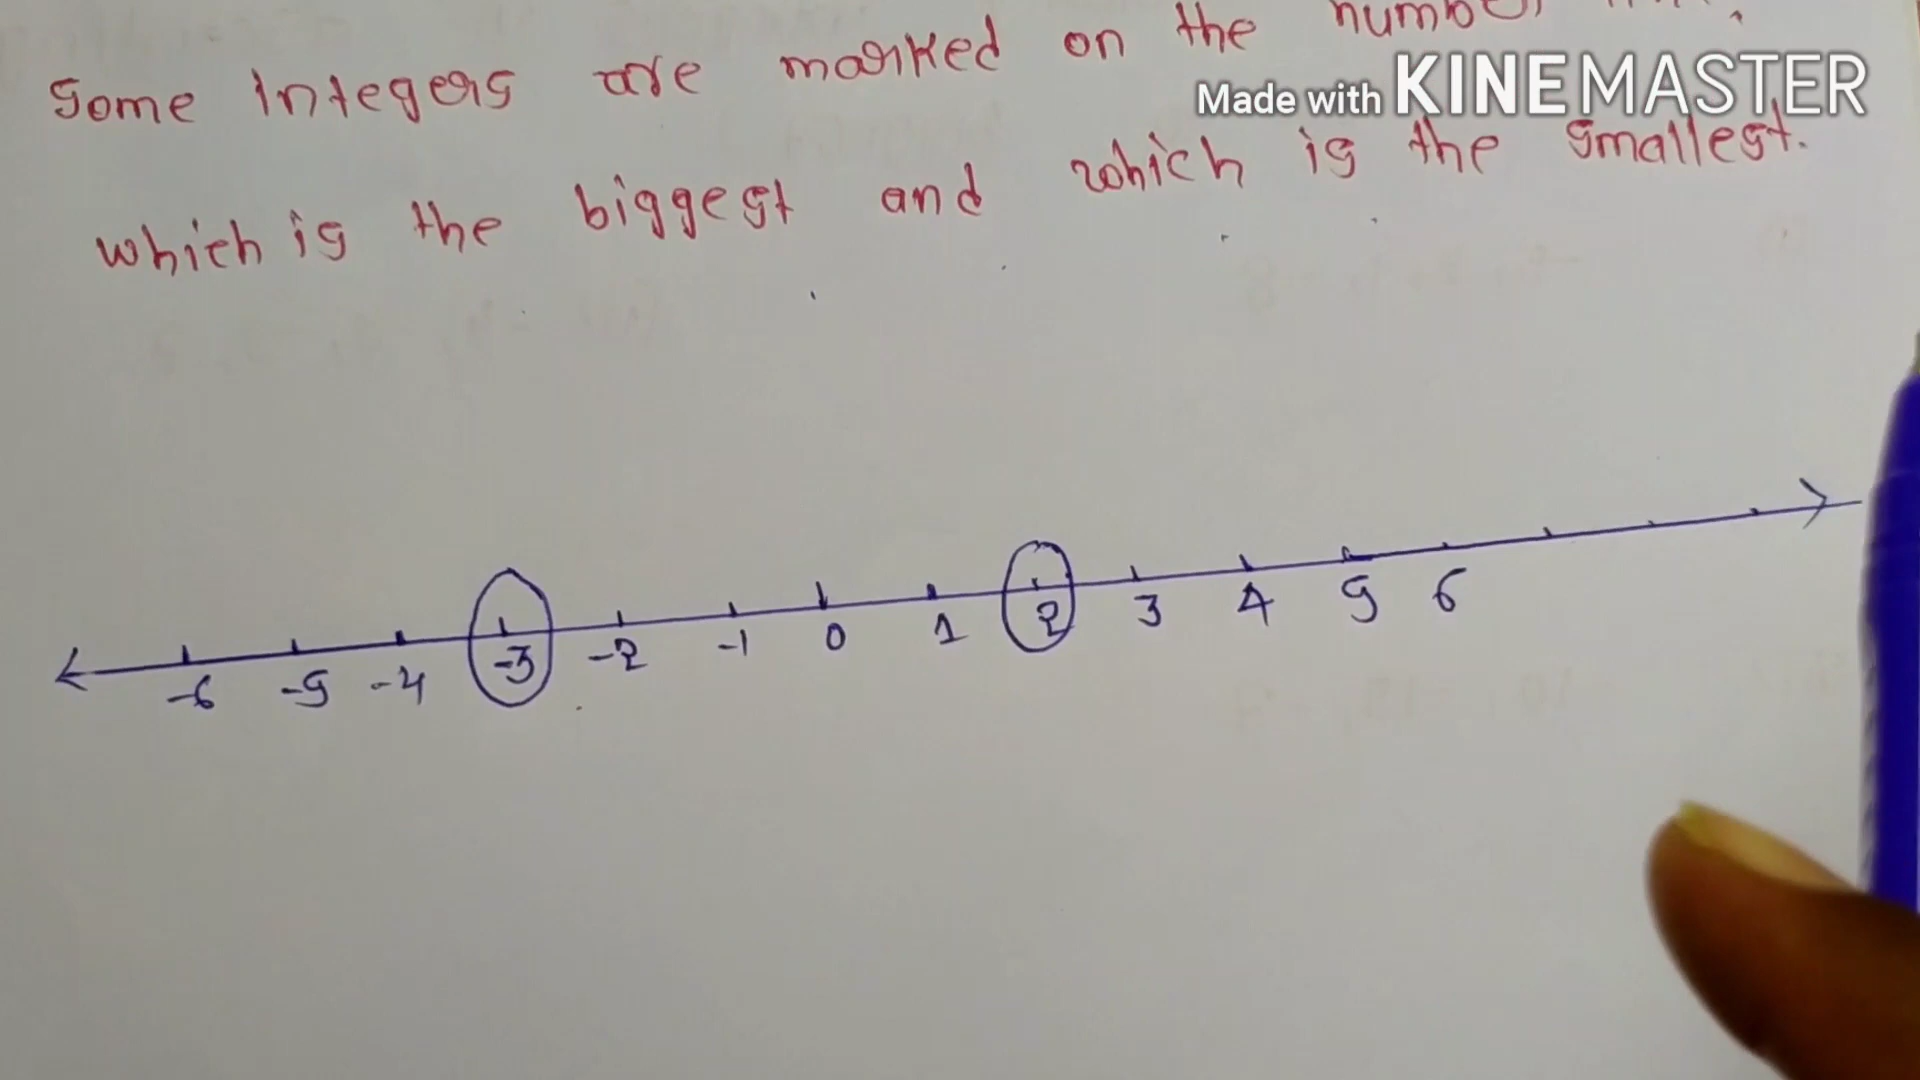 Some Integers are marked on the number
Made with KINEMASTER
which is the biggest and which is the smallest.
-6 -5 -4 -3 -2 -1 0 1 2 3 4 5 6